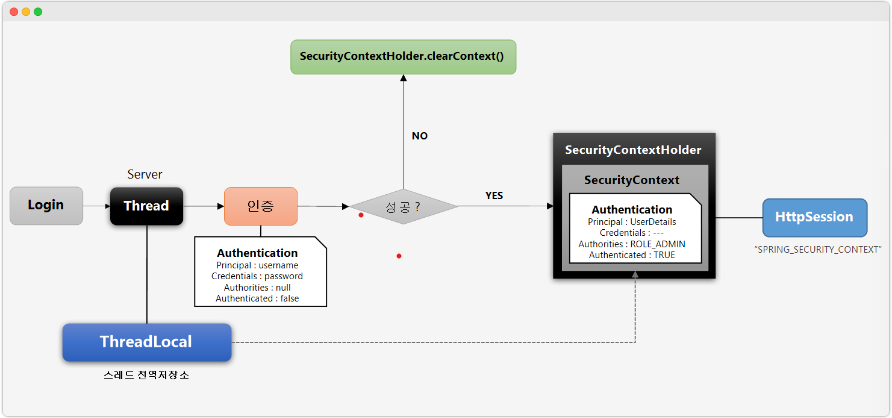 SecurityContextHolder.clearContext()
NO
Server
Login
Thread
인증
성공 ?
YES
SecurityContextHolder
SecurityContext
Authentication
Principal : UserDetails
Credentials : ---
Authorities : ROLE_ADMIN
Authenticated : TRUE
HttpSession
"SPRING_SECURITY_CONTEXT"
Authentication
Principal : username
Credentials : password
Authorities : null
Authenticated : false
ThreadLocal
스레드 전역저장소